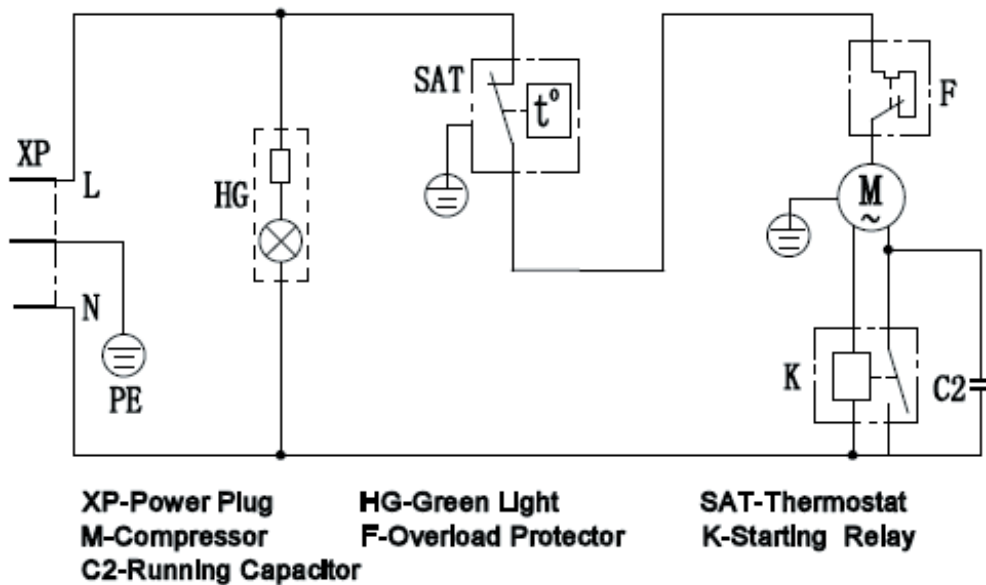 SAT
t°
F
XP
L
HG
M
~
N
PE
K
C2
XP-Power Plug HG-Green Light SAT-Thermostat
M-Compressor F-Overload Protector K-Starting Relay
C2-Running Capacitor